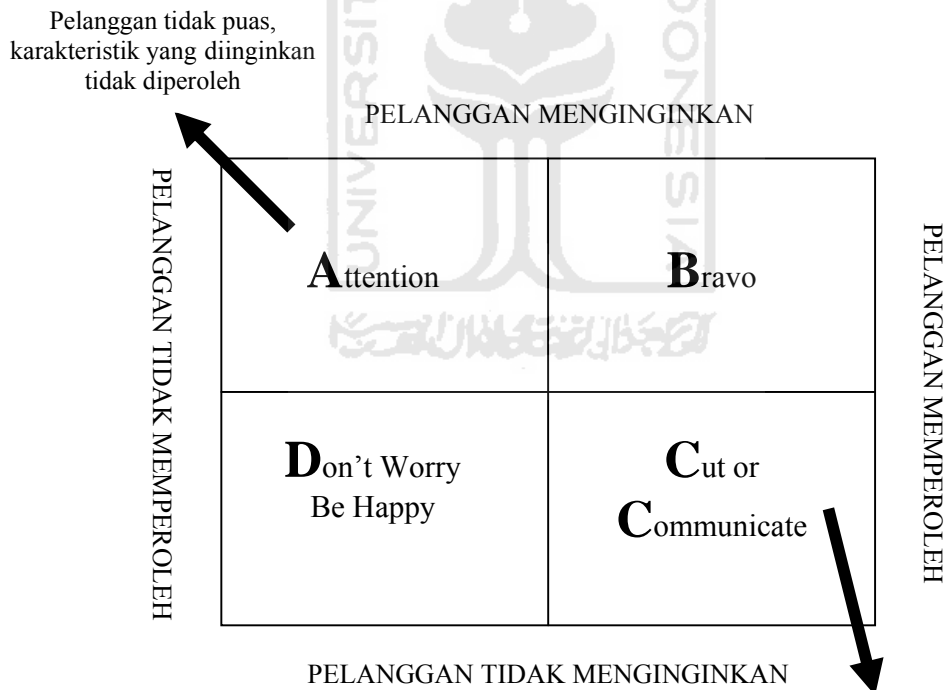 Pelanggan tidak puas,
karakteristik yang diinginkan
tidak diperoleh
PELANGGAN MENGINGINKAN
PELANGGAN TIDAK MEMPEROLEH
Attention
Bravo
PELANGGAN MEMPEROLEH
Don’t Worry
Be Happy
Cut or
Communicate
PELANGGAN TIDAK MENGINGINKAN